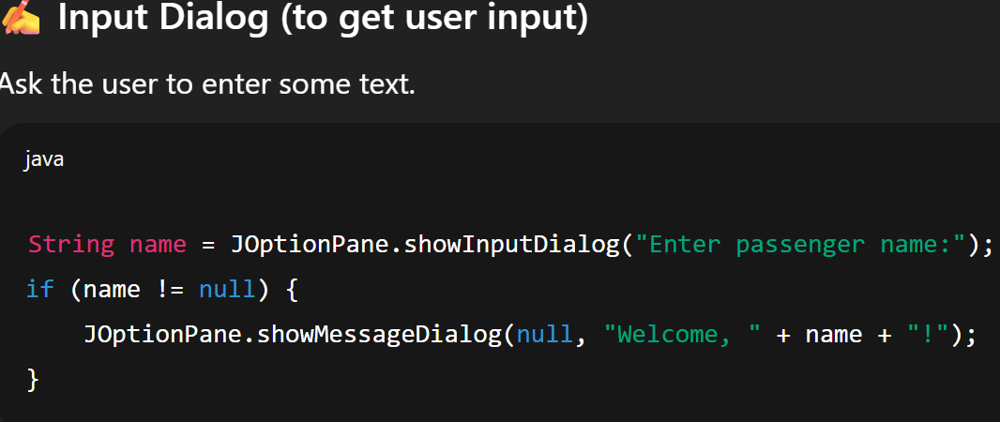 ✍️ Input Dialog (to get user input)
Ask the user to enter some text.
java
String name = JOptionPane.showInputDialog("Enter passenger name:");
if (name != null) {
    JOptionPane.showMessageDialog(null, "Welcome, " + name + "!");
}